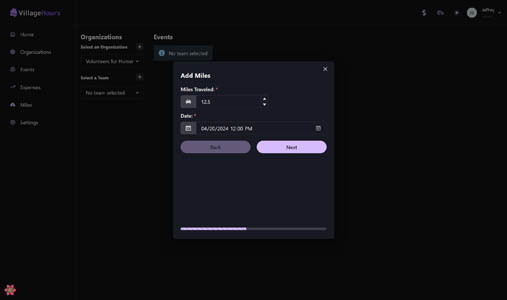 VillageHours
$
Jeffrey
Home
Organizations
Events
Expenses
Miles
Settings
Organizations
Select an Organization
+
Volunteers for Humar
Select a Team
+
No team selected
Events
No team selected
Add Miles
Miles Traveled: *
12.5
Date: *
04/20/2024 12:00 PM
Back
Next